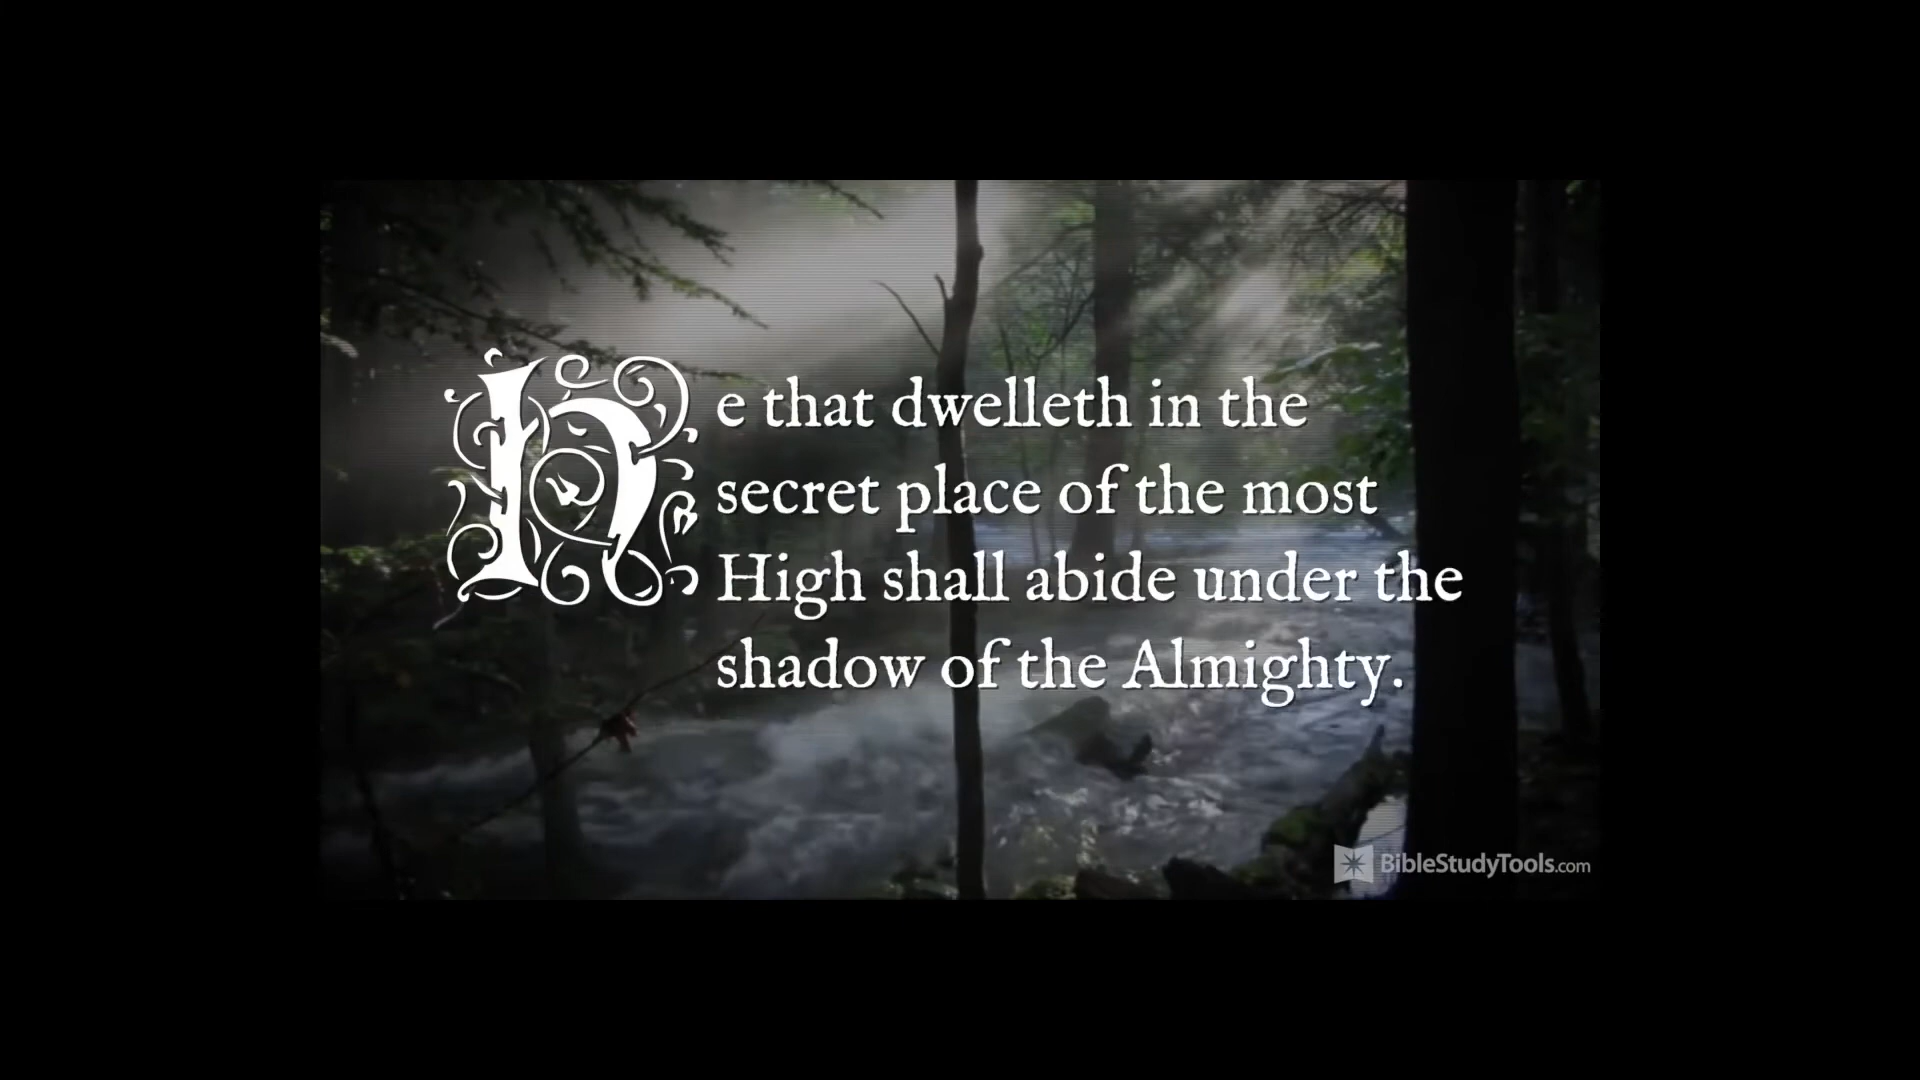 He that dwelleth in the
secret place of the most
High shall abide under the
shadow of the Almighty.
BibleStudyTools.com